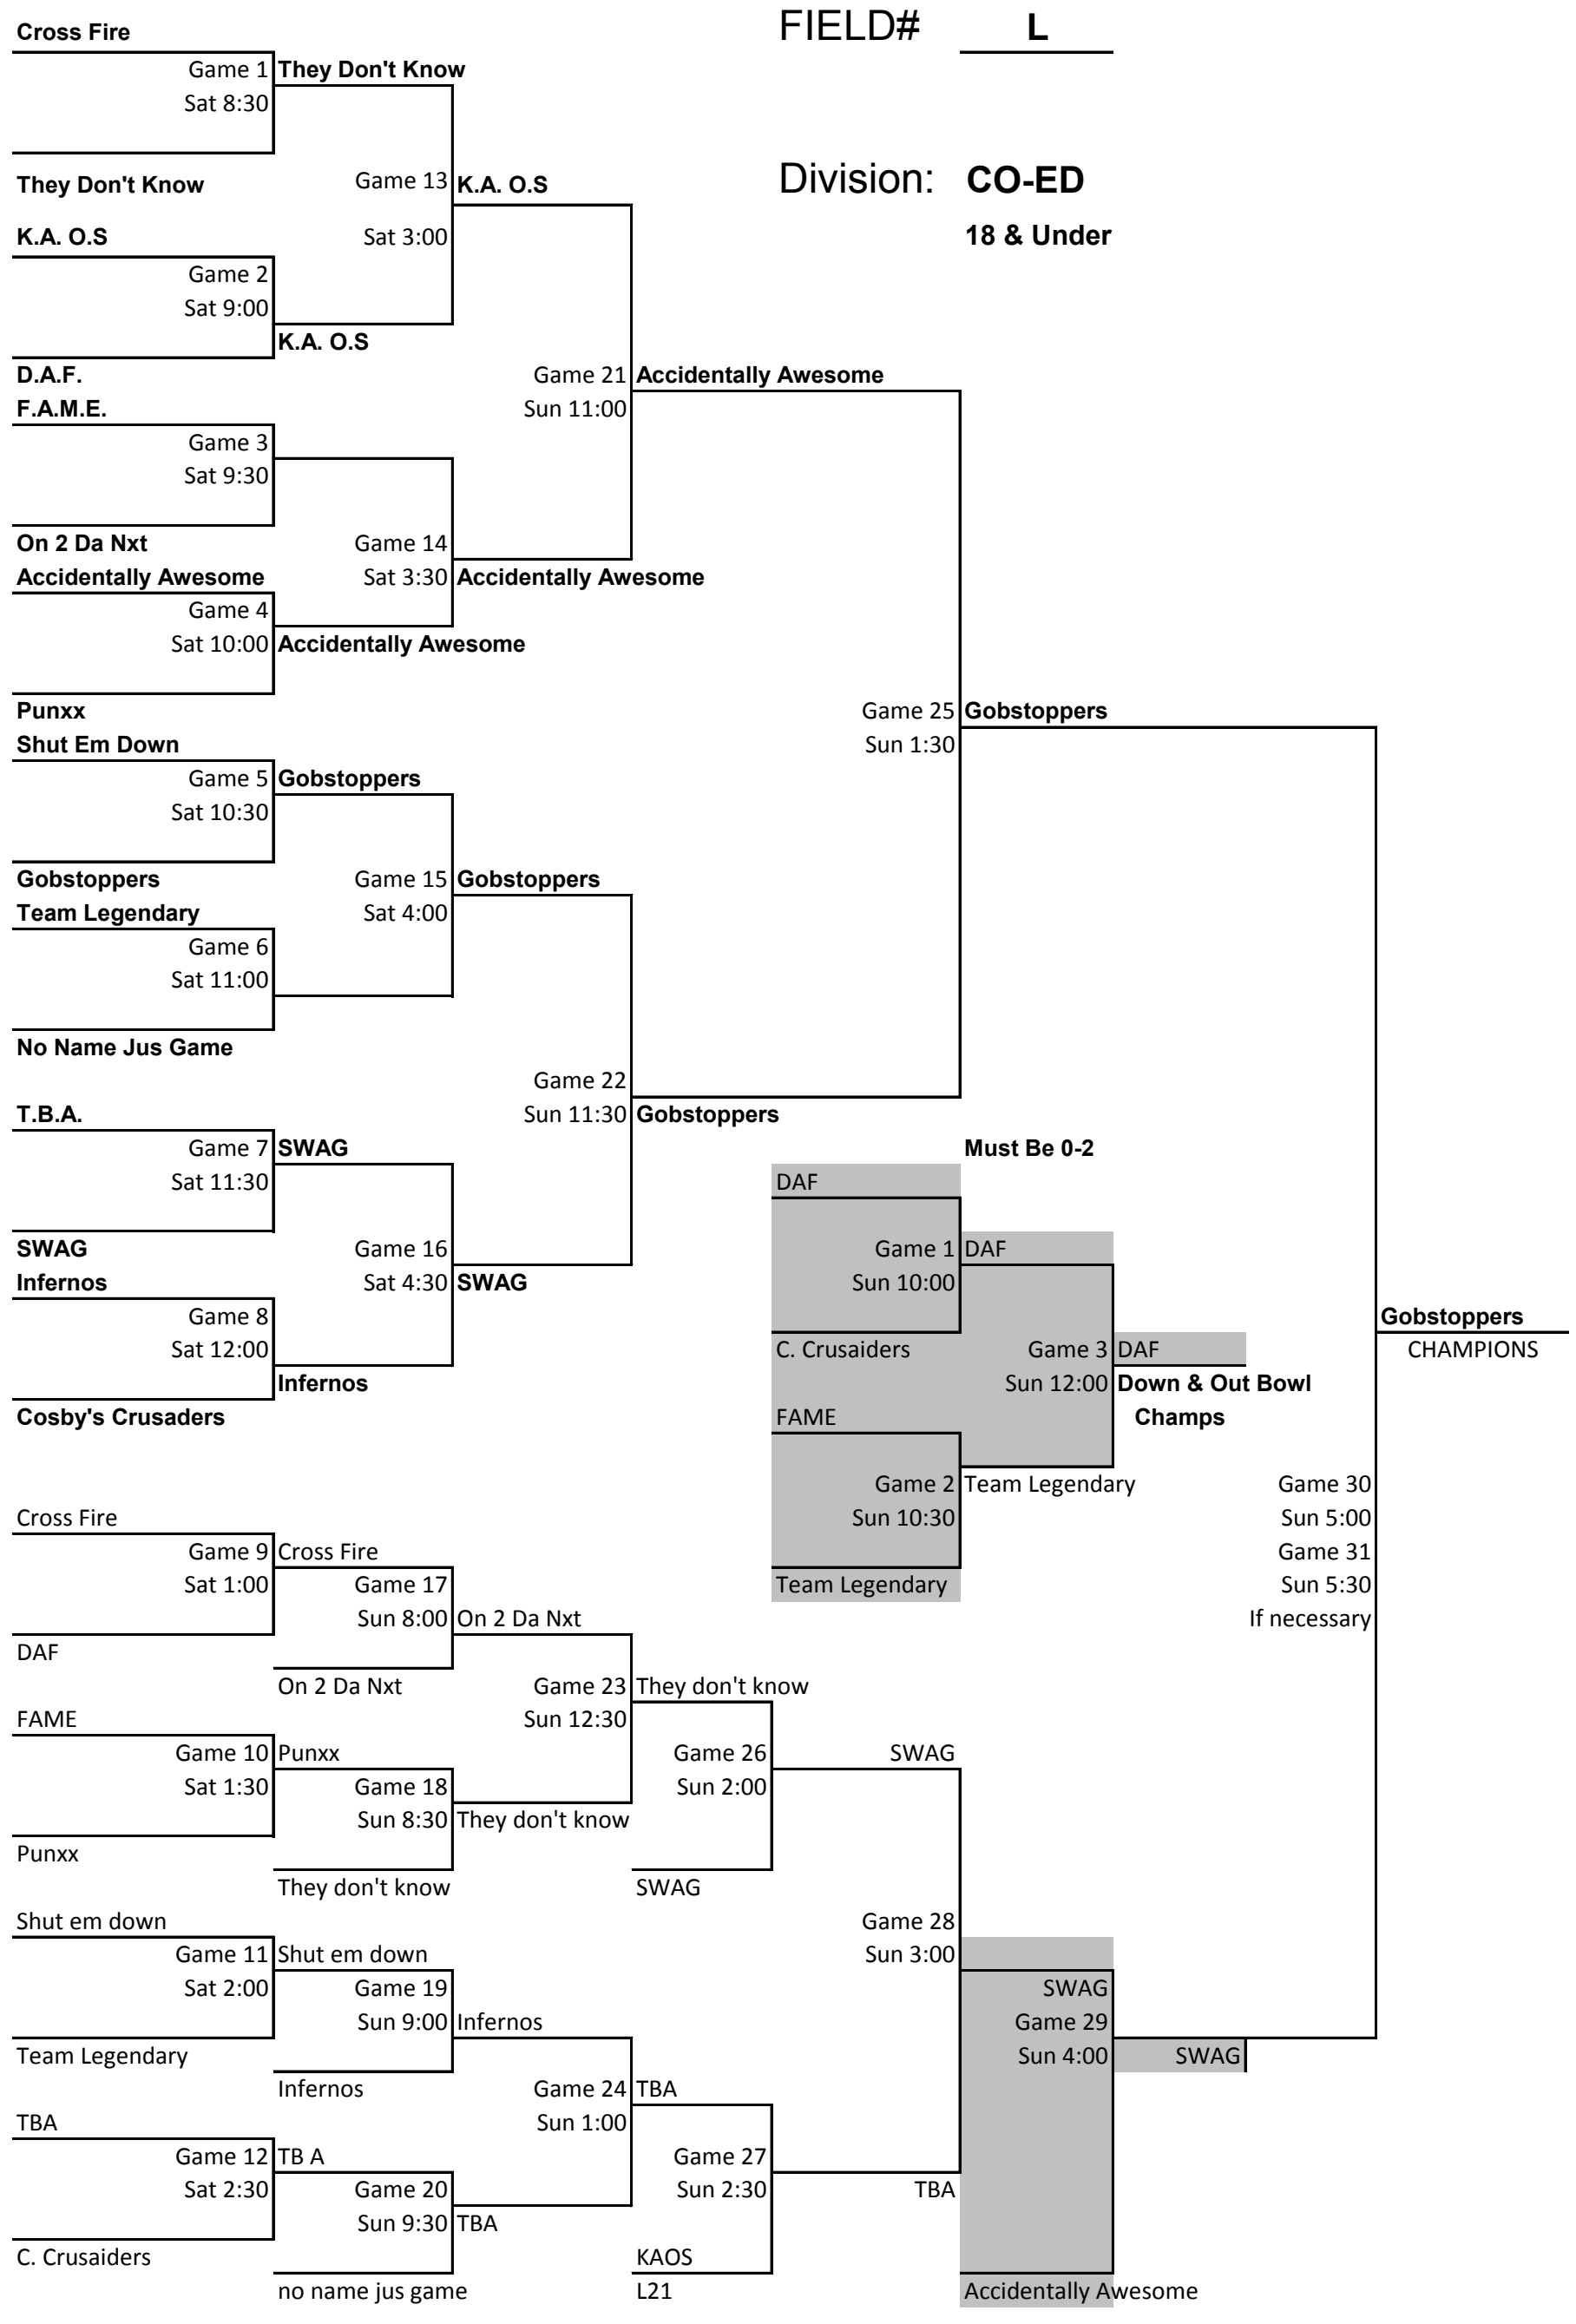 Cross Fire
FIELD# L
Game 1 They Don't Know
Sat 8:30
They Don't Know
Game 13 K.A. O.S
Division: CO-ED
K.A. O.S
Sat 3:00
18 & Under
Game 2
Sat 9:00
K.A. O.S
D.A.F.
Game 21 Accidentally Awesome
F.A.M.E.
Sun 11:00
Game 3
Sat 9:30
On 2 Da Nxt
Game 14
Accidentally Awesome
Sat 3:30 Accidentally Awesome
Game 4
Sat 10:00 Accidentally Awesome
Punxx
Game 25 Gobstoppers
Shut Em Down
Sun 1:30
Game 5 Gobstoppers
Sat 10:30
Gobstoppers
Game 15 Gobstoppers
Team Legendary
Sat 4:00
Game 6
Sat 11:00
No Name Jus Game
Game 22
T.B.A.
Sun 11:30 Gobstoppers
Game 7 SWAG
Must Be 0-2
Sat 11:30
DAF
SWAG
Game 16
Game 1 DAF
Infernos
Sat 4:30 SWAG
Sun 10:00
Game 8
Gobstoppers
Sat 12:00
C. Crusaiders
Game 3 DAF
CHAMPIONS
Infernos
Sun 12:00 Down & Out Bowl
Cosby's Crusaders
FAME
Champs
Game 2 Team Legendary
Game 30
Cross Fire
Sun 10:30
Sun 5:00
Game 9 Cross Fire
Game 31
Sat 1:00
Game 17
Team Legendary
Sun 5:30
Sun 8:00 On 2 Da Nxt
If necessary
DAF
On 2 Da Nxt
Game 23 They don't know
FAME
Sun 12:30
Game 10 Punxx
Game 26
SWAG
Sat 1:30
Game 18
Sun 2:00
Sun 8:30 They don't know
Punxx
They don't know
SWAG
Shut em down
Game 28
Game 11 Shut em down
Sun 3:00
Sat 2:00
Game 19
SWAG
Sun 9:00 Infernos
Game 29
Team Legendary
Sun 4:00
SWAG
Infernos
Game 24 TBA
TBA
Sun 1:00
Game 12 TB A
Game 27
Sat 2:30
Game 20
Sun 2:30
TBA
Sun 9:30 TBA
C. Crusaiders
KAOS
no name jus game
L21
Accidentally Awesome